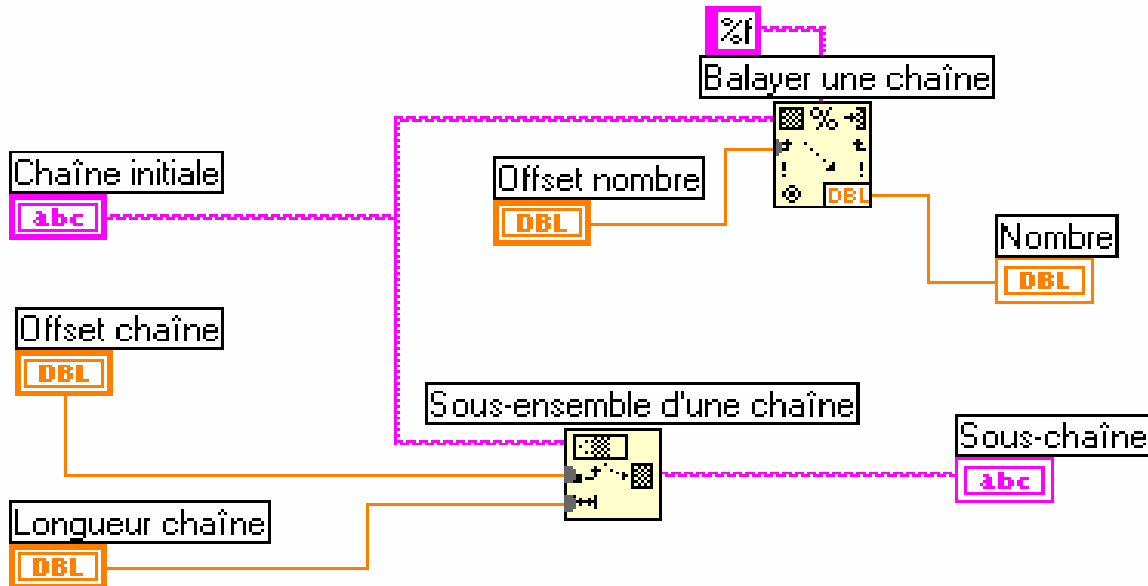 %f
Balayer une chaîne
% 
DBL
Chaîne initiale
abc
Offset nombre
DBL
Nombre
DBL
Offset chaîne
DBL
Sous-ensemble d'une chaîne
Sous-chaîne
abc
Longueur chaîne
DBL